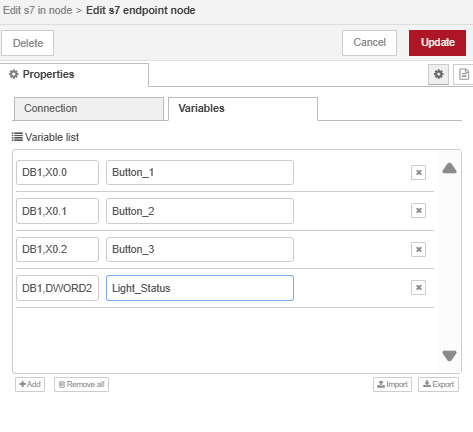 Edit s7 in node > Edit s7 endpoint node
Delete
Cancel
Update
Properties
Connection
Variables
Variable list
DB1,X0.0 Button_1
DB1,X0.1 Button_2
DB1,X0.2 Button_3
DB1,DWORD2 Light_Status
+Add
Remove all
Import
Export